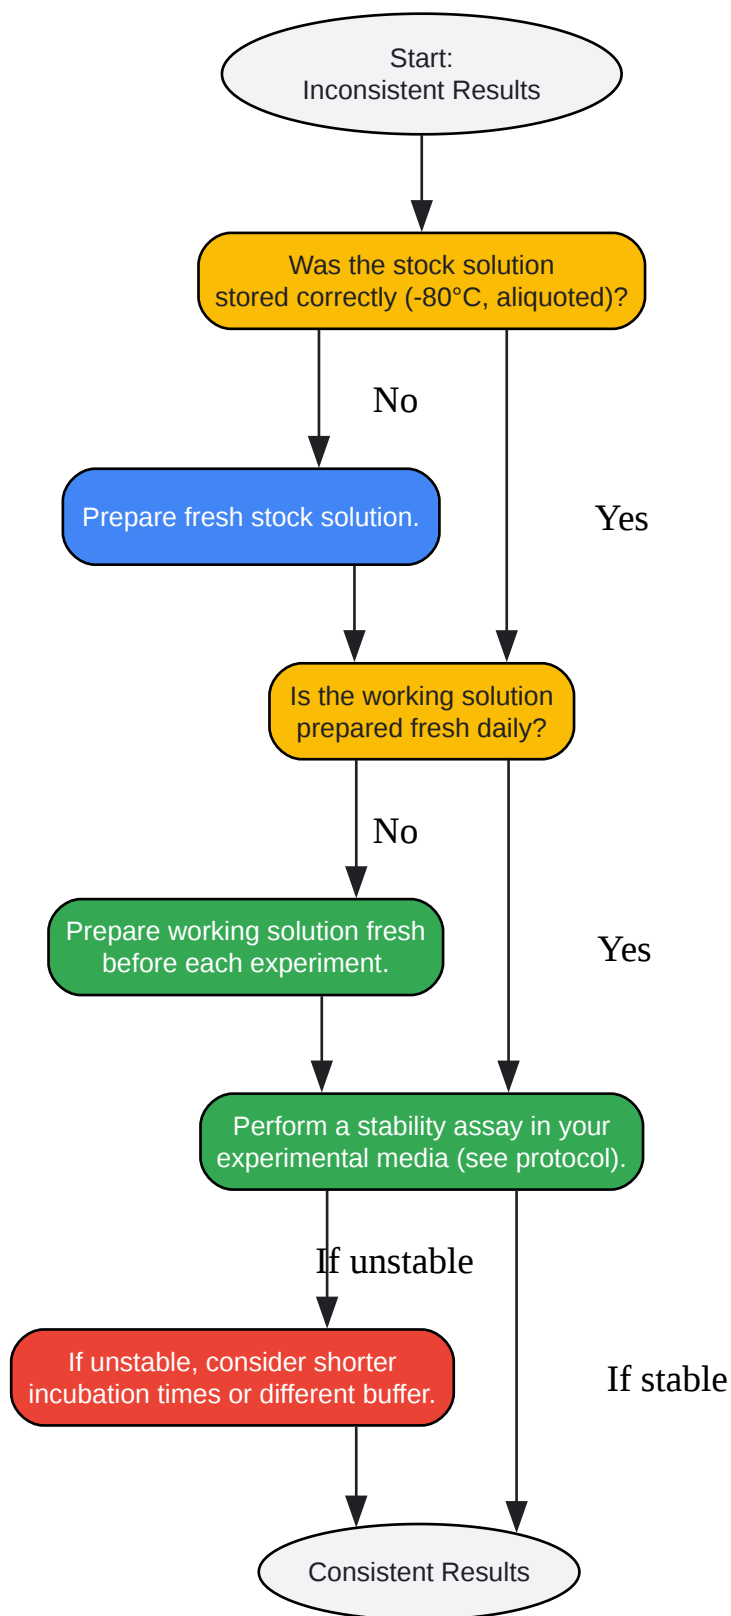 Start:
Inconsistent Results
Was the stock solution
stored correctly (-80°C, aliquoted)?
No
Prepare fresh stock solution.
Yes
Is the working solution
prepared fresh daily?
No
Prepare working solution fresh
before each experiment.
Yes
Perform a stability assay in your
experimental media (see protocol).
If unstable
If unstable, consider shorter
incubation times or different buffer.
If stable
Consistent Results